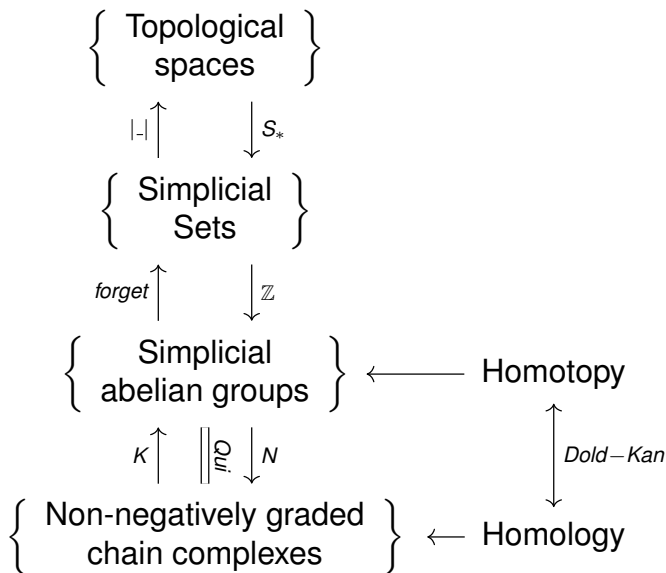 Topological
spaces
|-| S*
Simplicial
Sets
forget ℤ
Simplicial
abelian groups
Homotopy
K Qui N Dold–Kan
Non-negatively graded
chain complexes
Homology